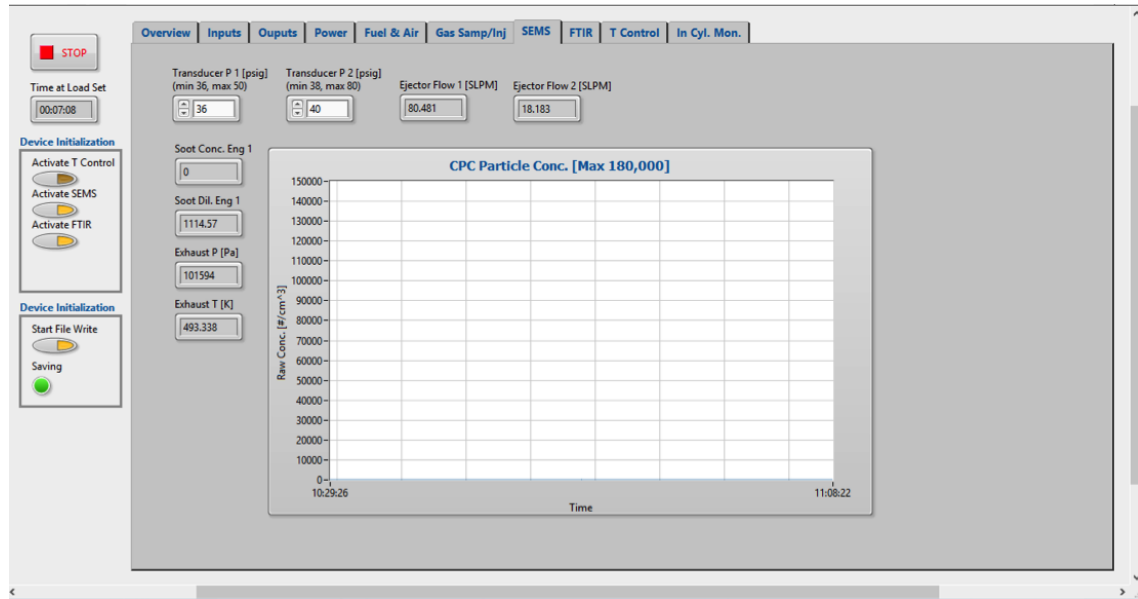 Overview Inputs Ouputs Power Fuel & Air Gas Samp/Inj SEMS FTIR T Control In Cyl. Mon.
STOP
Time at Load Set
00:07:08
Device Initialization
Activate T Control
Activate SEMS
Activate FTIR
Device Initialization
Start File Write
Saving
Transducer P 1 [psig]
(min 36, max 50)
36
Transducer P 2 [psig]
(min 38, max 80)
40
Ejector Flow 1 [SLPM]
80.481
Ejector Flow 2 [SLPM]
18.183
Soot Conc. Eng 1
0
Soot Dil. Eng 1
1114.57
Exhaust P [Pa]
101594
Exhaust T [K]
493.338
CPC Particle Conc. [Max 180,000]
Raw Conc. [#/cm^3]
150000
140000
130000
120000
110000
100000
90000
80000
70000
60000
50000
40000
30000
20000
10000
0
10:29:26 11:08:22
Time